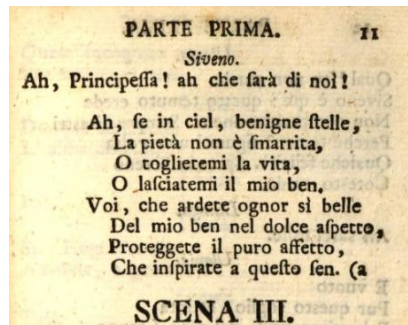 PARTE PRIMA. 11
Siveno.
Ah, Principeſſa! ah che ſarà di noi!
Ah, ſe in ciel, benigne ſtelle,
La pietà non è ſmarrita,
O toglietemi la vita,
O laſciatemi il mio ben.
Voi, che ardete ognor sì belle
Del mio ben nel dolce aſpetto,
Proteggete il puro affetto,
Che inſpirate a queſto ſen. (a
SCENA III.